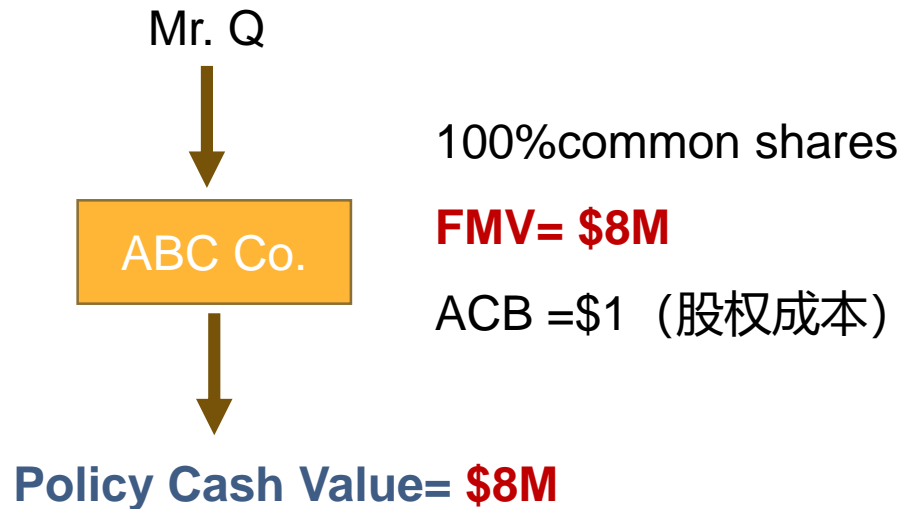 Mr. Q
100%common shares
FMV= $8M
ABC Co.
ACB =$1（股权成本）
Policy Cash Value= $8M